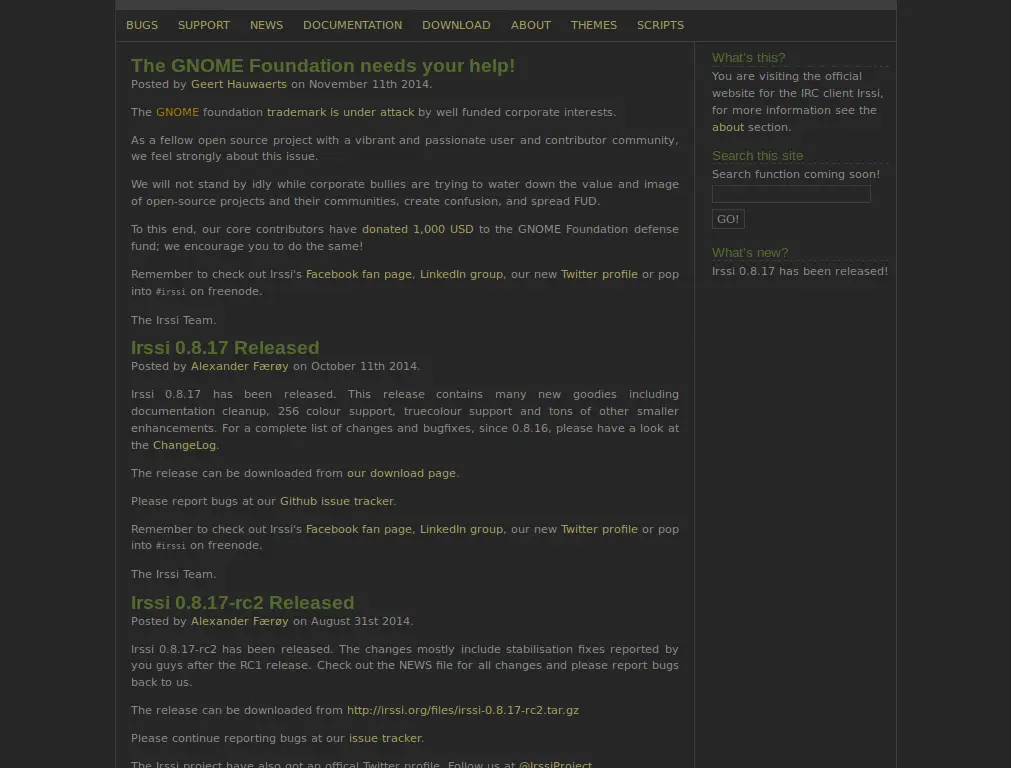 BUGS SUPPORT NEWS DOCUMENTATION DOWNLOAD ABOUT THEMES SCRIPTS
The GNOME Foundation needs your help!
Posted by Geert Hauwaerts on November 11th 2014.
The GNOME foundation trademark is under attack by well funded corporate interests.
As a fellow open source project with a vibrant and passionate user and contributor community,
we feel strongly about this issue.
We will not stand by idly while corporate bullies are trying to water down the value and image
of open-source projects and their communities, create confusion, and spread FUD.
To this end, our core contributors have donated 1,000 USD to the GNOME Foundation defense
fund; we encourage you to do the same!
Remember to check out Irssi's Facebook fan page, LinkedIn group, our new Twitter profile or pop
into #irssi on freenode.
The Irssi Team.
Irssi 0.8.17 Released
Posted by Alexander Færøy on October 11th 2014.
Irssi 0.8.17 has been released. This release contains many new goodies including
documentation cleanup, 256 colour support, truecolour support and tons of other smaller
enhancements. For a complete list of changes and bugfixes, since 0.8.16, please have a look at
the ChangeLog.
The release can be downloaded from our download page.
Please report bugs at our Github issue tracker.
Remember to check out Irssi's Facebook fan page, LinkedIn group, our new Twitter profile or pop
into #irssi on freenode.
The Irssi Team.
Irssi 0.8.17-rc2 Released
Posted by Alexander Færøy on August 31st 2014.
Irssi 0.8.17-rc2 has been released. The changes mostly include stabilisation fixes reported by
you guys after the RC1 release. Check out the NEWS file for all changes and please report bugs
back to us.
The release can be downloaded from http://irssi.org/files/irssi-0.8.17-rc2.tar.gz
Please continue reporting bugs at our issue tracker.
The Irssi project have also got an offical Twitter profile. Follow us at @IrssiProject.
What's this?
You are visiting the official
website for the IRC client Irssi,
for more information see the
about section.
Search this site
Search function coming soon!
GO!
What's new?
Irssi 0.8.17 has been released!